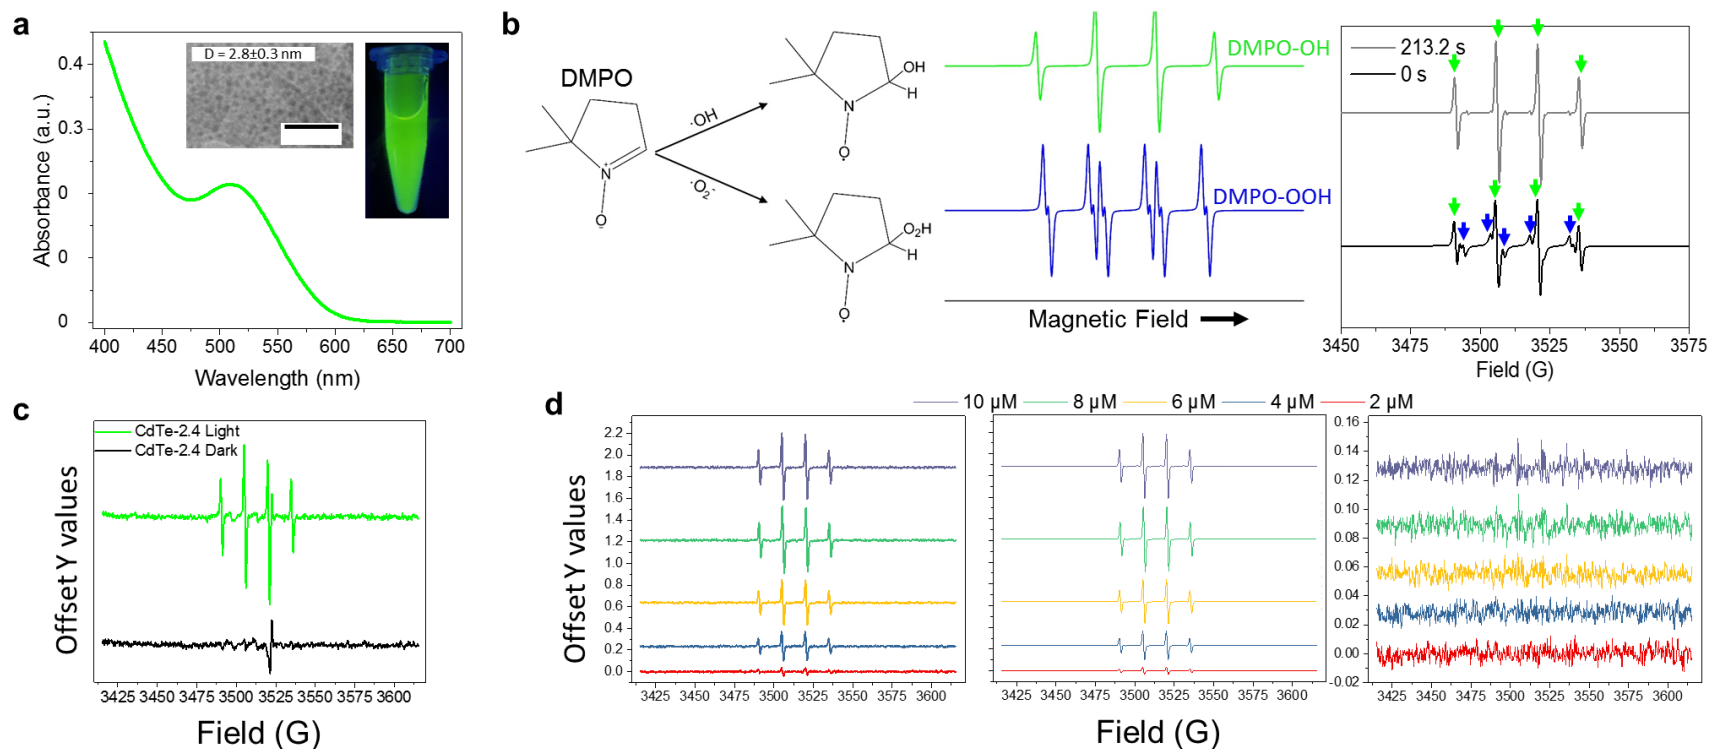 a
Absorbance (a.u.)
0.4
0.3
0
0
0
D = 2.8±0.3 nm
400 450 500 550 600 650 700
Wavelength (nm)
b
DMPO
N
+
O
-
·OH
·O2-
OH
H
N
O
O2H
H
N
O
DMPO-OH
DMPO-OOH
Magnetic Field
213.2 s
0 s
3450 3475 3500 3525 3550 3575
Field (G)
c
CdTe-2.4 Light
CdTe-2.4 Dark
Offset Y values
3425 3450 3475 3500 3525 3550 3575 3600
Field (G)
d
10 µM 8 µM 6 µM 4 µM 2 µM
Offset Y values
2.2
2.0
1.8
1.6
1.4
1.2
1.0
0.8
0.6
0.4
0.2
0.0
3425 3450 3475 3500 3525 3550 3575 3600
3425 3450 3475 3500 3525 3550 3575 3600
Field (G)
0.16
0.14
0.12
0.10
0.08
0.06
0.04
0.02
0.00
-0.02
3425 3450 3475 3500 3525 3550 3575 3600